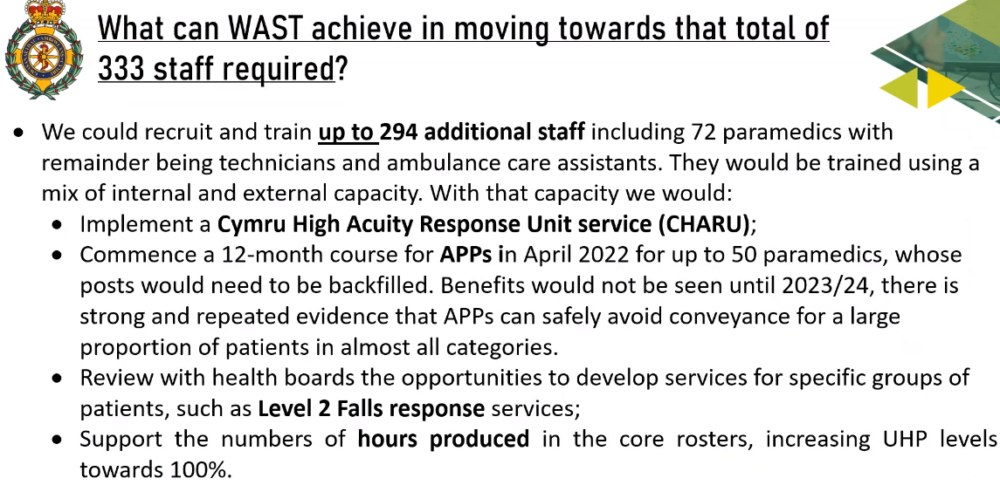 What can WAST achieve in moving towards that total of
333 staff required?
• We could recruit and train up to 294 additional staff including 72 paramedics with
remainder being technicians and ambulance care assistants. They would be trained using a
mix of internal and external capacity. With that capacity we would:
• Implement a Cymru High Acuity Response Unit service (CHARU);
• Commence a 12-month course for APPs in April 2022 for up to 50 paramedics, whose
posts would need to be backfilled. Benefits would not be seen until 2023/24, there is
strong and repeated evidence that APPs can safely avoid conveyance for a large
proportion of patients in almost all categories.
• Review with health boards the opportunities to develop services for specific groups of
patients, such as Level 2 Falls response services;
• Support the numbers of hours produced in the core rosters, increasing UHP levels
towards 100%.